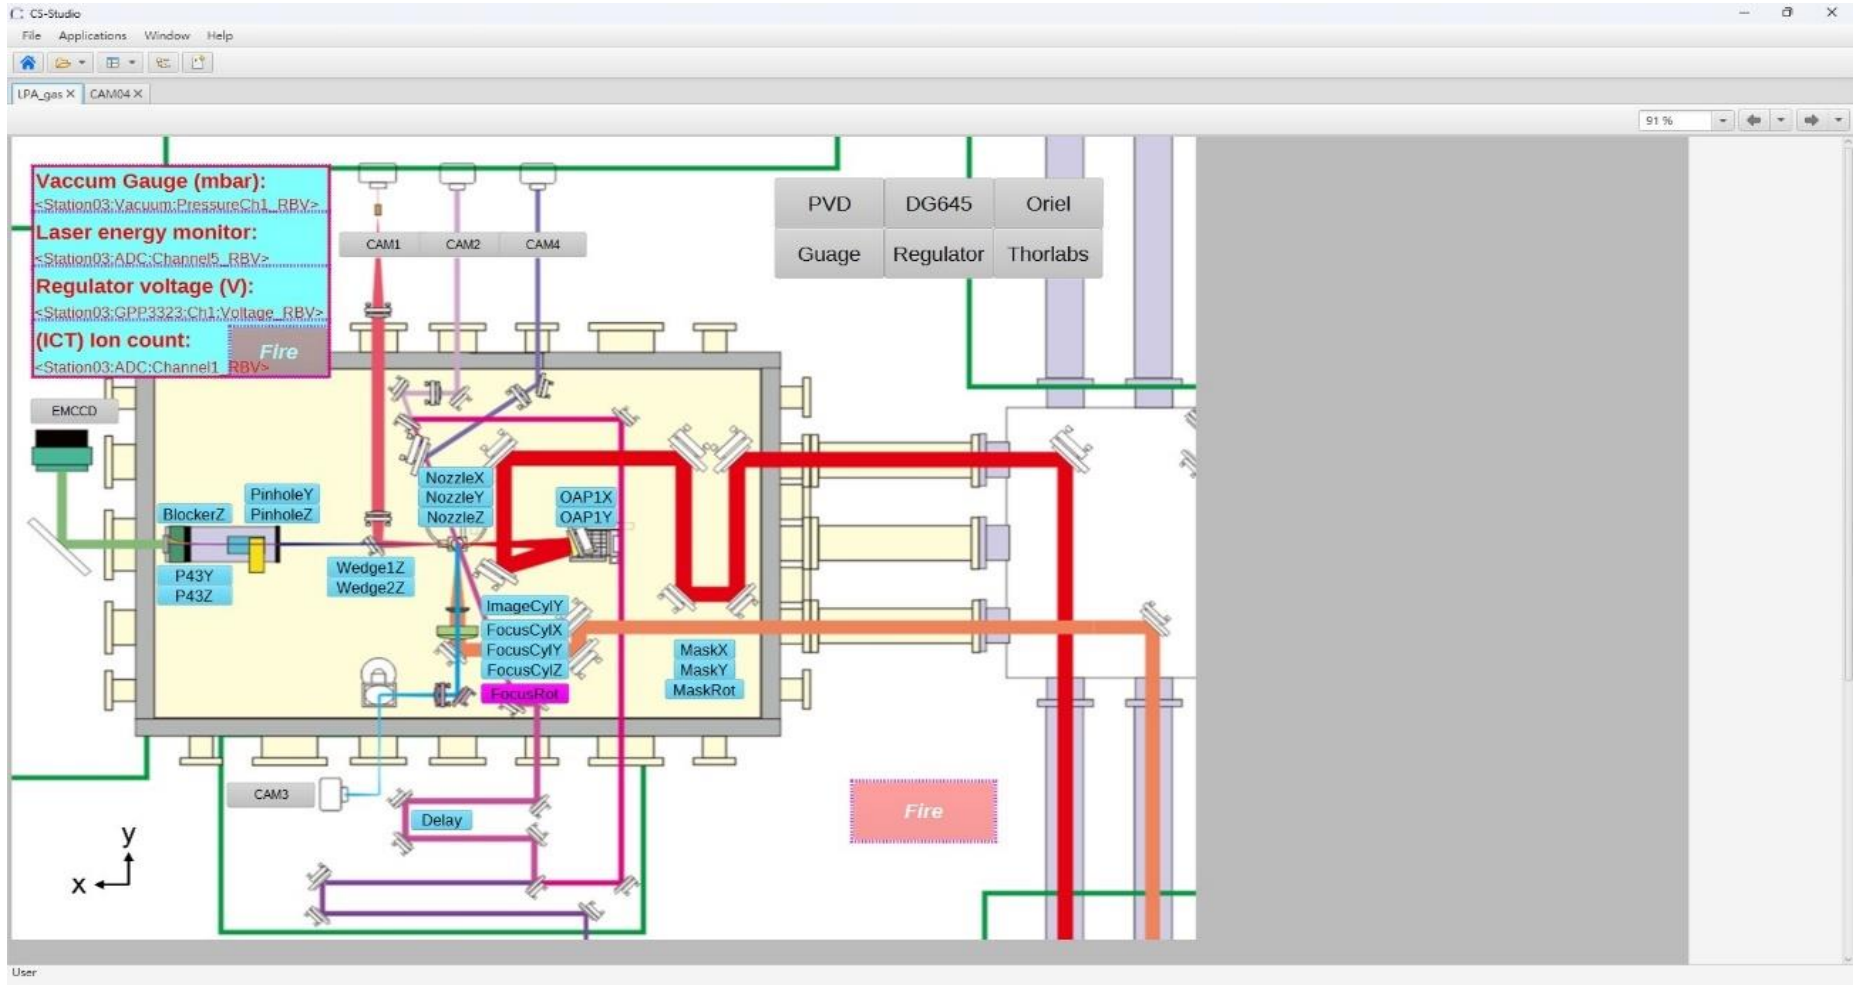 CS-Studio
File Applications Window Help
LPA_gas CAM04
91 %
Vaccum Gauge (mbar):
<Station03:Vacuum:PressureCh1_RBV>
Laser energy monitor:
<Station03:ADC:Channel5_RBV>
Regulator voltage (V):
<Station03:GPP3323:Ch1:Voltage_RBV>
(ICT) Ion count:
Fire
<Station03:ADC:Channel1_RBV>
CAM1 CAM2 CAM4
PVD DG645 Oriel
Guage Regulator Thorlabs
EMCCD
NozzleX
NozzleY
NozzleZ
OAP1X
OAP1Y
PinholeY
PinholeZ
BlockerZ
P43Y
P43Z
Wedge1Z
Wedge2Z
ImageCylY
FocusCylX
FocusCylY
FocusCylZ
FocusRot
MaskX
MaskY
MaskRot
CAM3
Delay
Fire
y
x
User